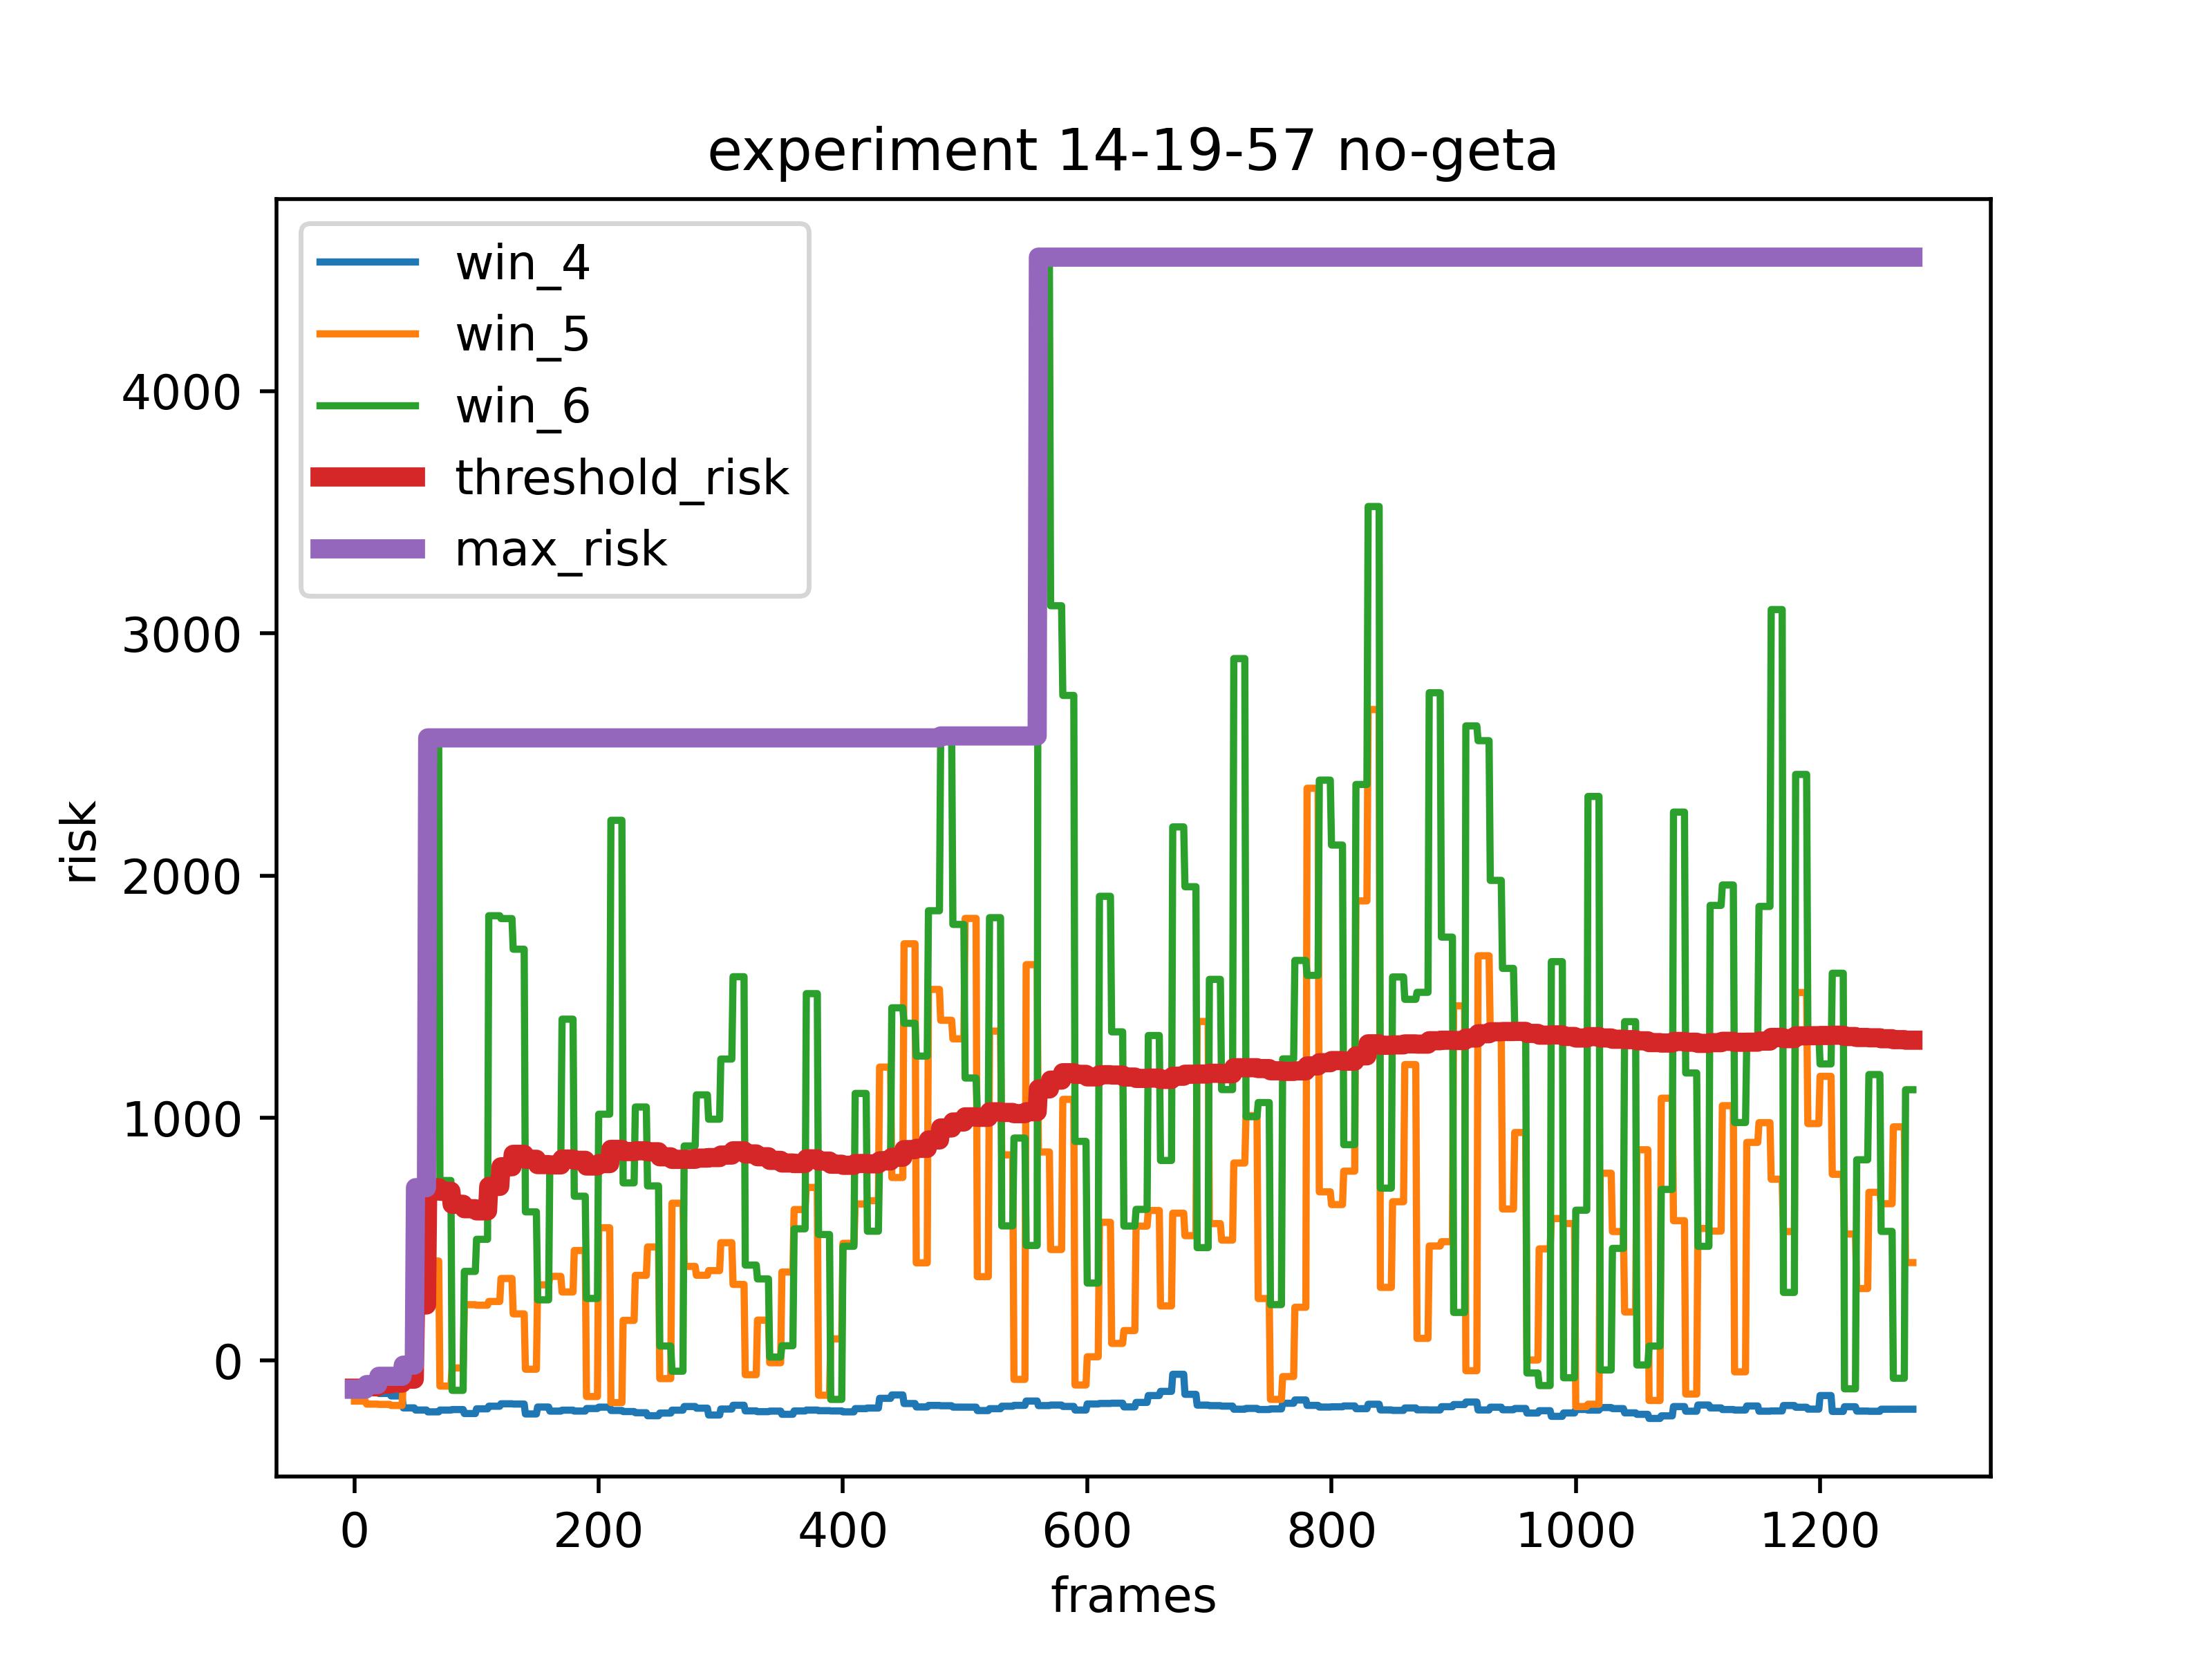 experiment 14-19-57 no-geta
win_4
win_5
win_6
threshold_risk
max_risk
4000
3000
2000
1000
0
risk
0 200 400 600 800 1000 1200
frames